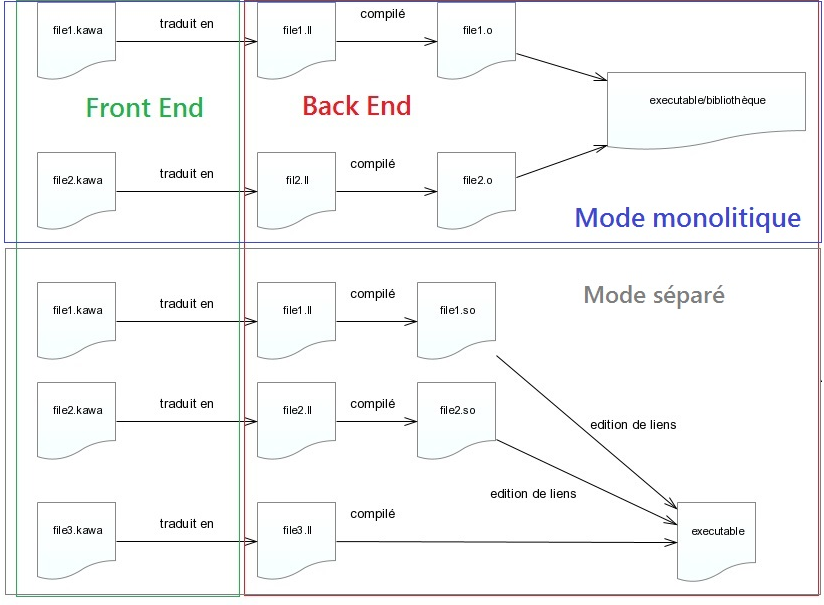 file1.kawa traduit en file1.ll compilé file1.o
executable/bibliothèque
Front End Back End
file2.kawa traduit en fil2.ll compilé file2.o
Mode monolitique
Mode séparé
file1.kawa traduit en file1.ll compilé file1.so
file2.kawa traduit en file2.ll compilé file2.so
edition de liens
edition de liens
file3.kawa traduit en file3.ll compilé executable